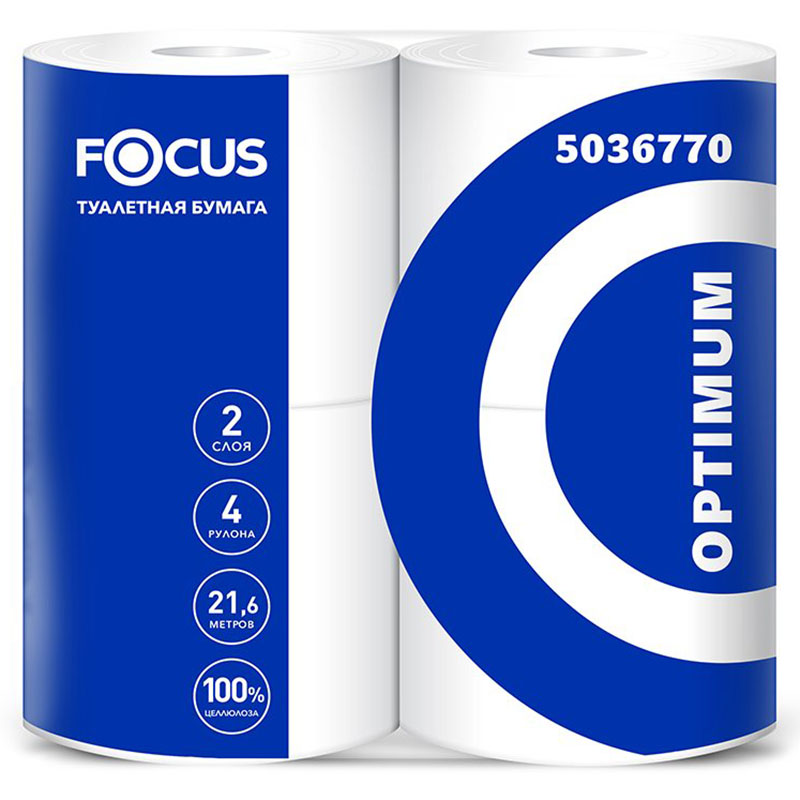 FOCUS
ТУАЛЕТНАЯ БУМАГА
5036770
OPTIMUM
2
СЛОЯ
4
РУЛОНА
21,6
МЕТРОВ
100%
ЦЕЛЛЮЛОЗА